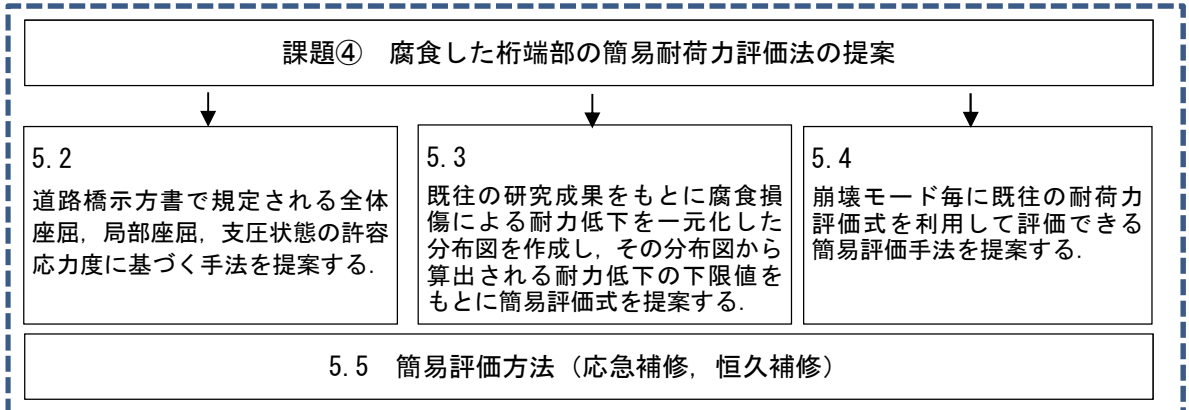 課題④　腐食した桁端部の簡易耐荷力評価法の提案
5.2
道路橋示方書で規定される全体
座屈，局部座屈，支圧状態の許容
応力度に基づく手法を提案する．
5.3
既往の研究成果をもとに腐食損
傷による耐力低下を一元化した
分布図を作成し，その分布図から
算出される耐力低下の下限値を
もとに簡易評価式を提案する．
5.4
崩壊モード毎に既往の耐荷力
評価式を利用して評価できる
簡易評価手法を提案する．
5.5　簡易評価方法（応急補修，恒久補修）